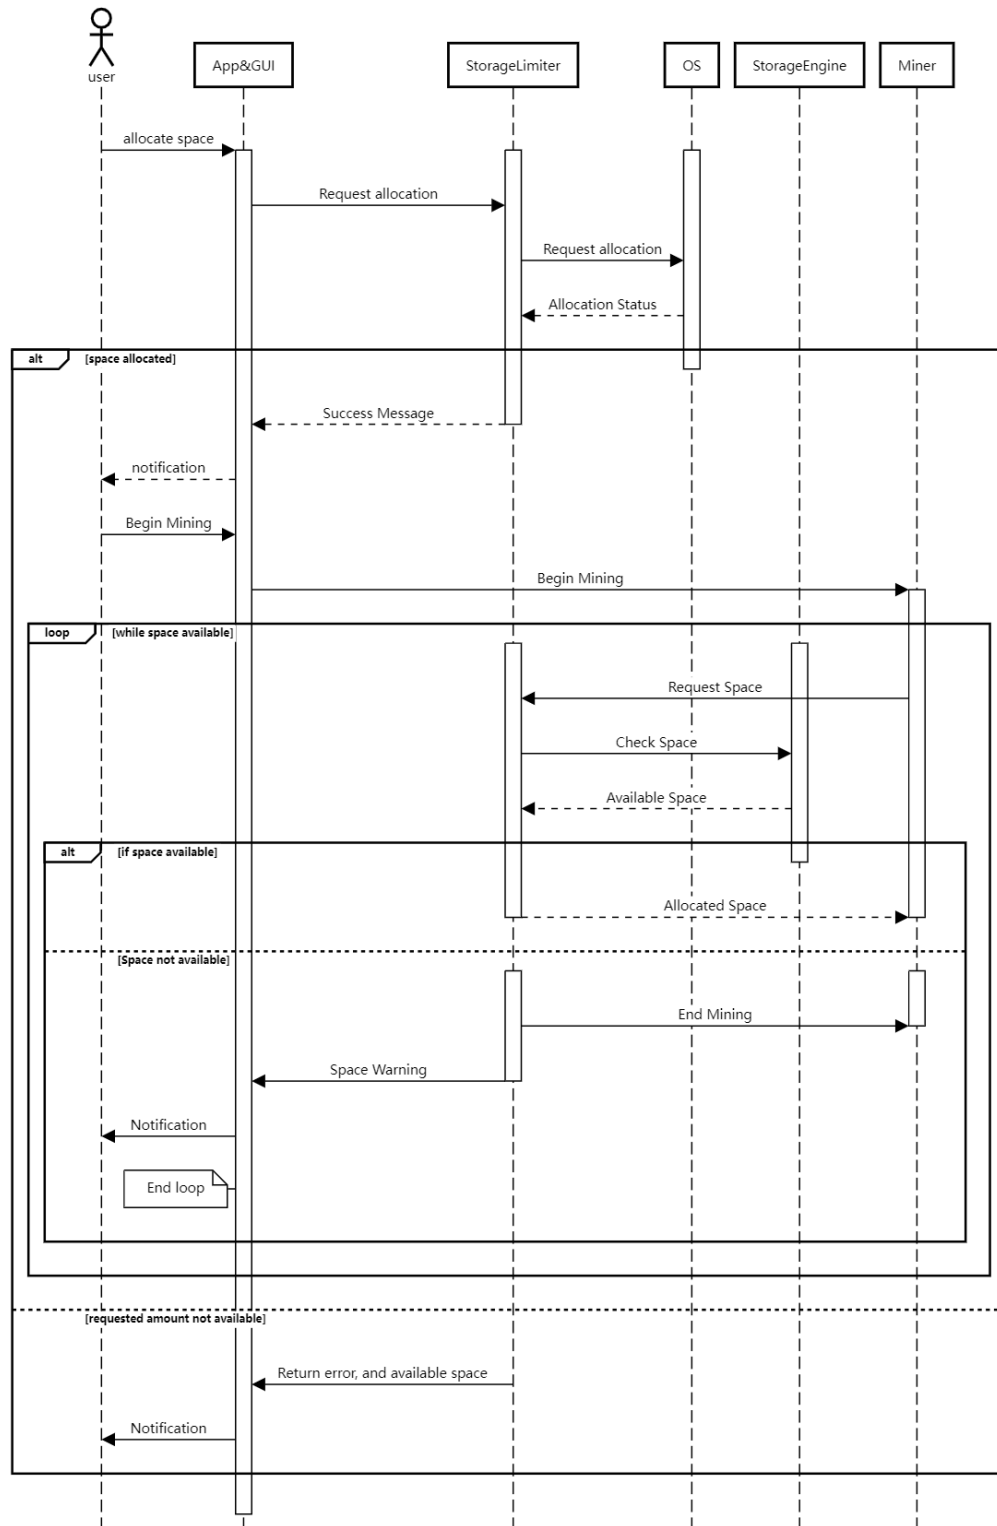 user
App&GUI
StorageLimiter
OS
StorageEngine
Miner
allocate space
Request allocation
Request allocation
Allocation Status
alt
[space allocated]
Success Message
notification
Begin Mining
Begin Mining
loop
[while space available]
Request Space
Check Space
Available Space
alt
[if space available]
Allocated Space
[Space not available]
End Mining
Space Warning
Notification
End loop
[requested amount not available]
Return error, and available space
Notification